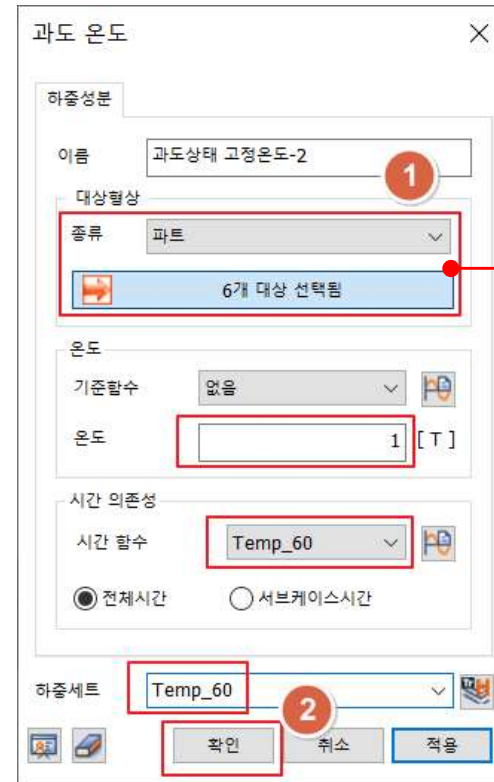 과도 온도
하중성분
이름 과도상태 고정온도-2
1
대상형상
종류 파트
6개 대상 선택됨
온도
기준함수 없음
온도 1 [ T ]
시간 의존성
시간 함수 Temp_60
전체시간 서브케이스시간
하중세트 Temp_60
2
확인 취소 적용